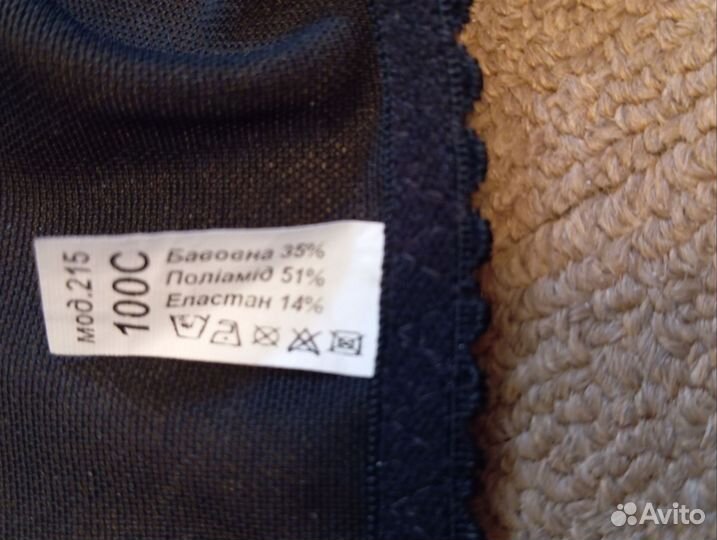 мод.215
100C
Бавовна 35%
Поліамід 51%
Еластан 14%
Avito